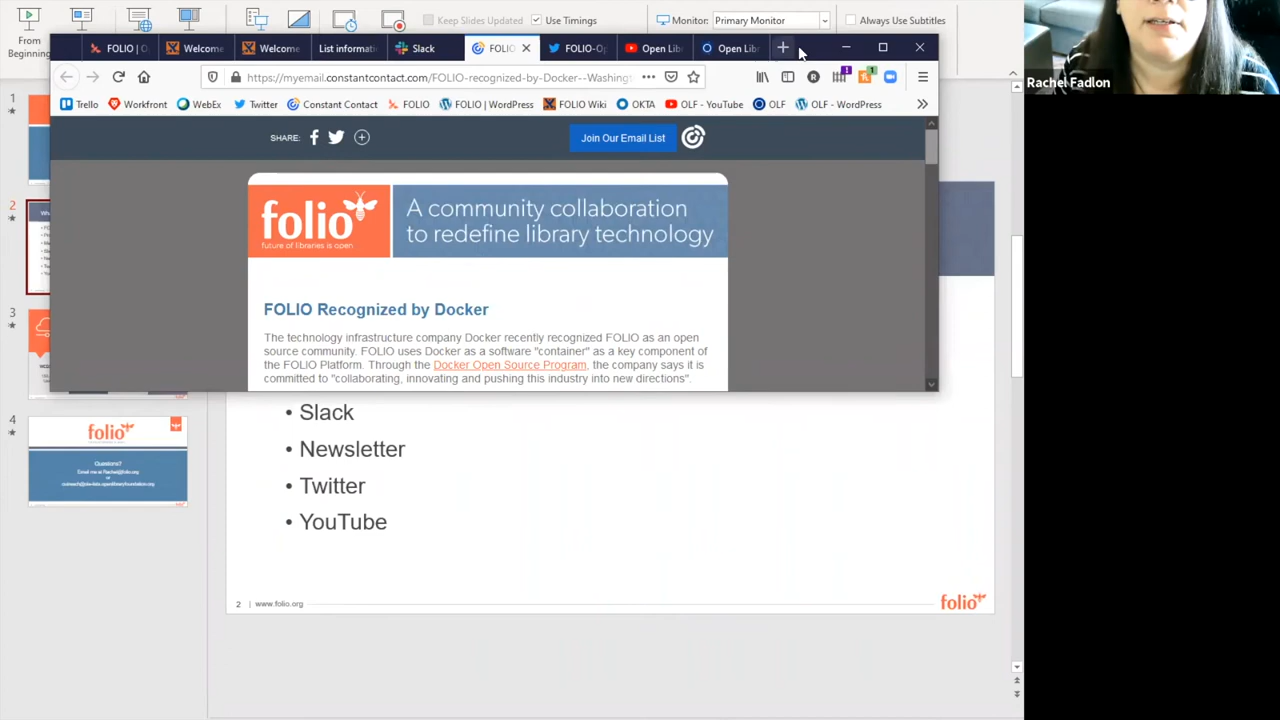 From
Beginning
Keep Slides Updated
Use Timings
Monitor:
Primary Monitor
Always Use Subtitles
FOLIO | O
Welcome
Welcome
List informati
Slack
FOLIO
FOLIO-Op
Open Lib
Open Lib
https://myemail.constantcontact.com/FOLIO-recognized-by-Docker--Washingt
Trello
Workfront
WebEx
Twitter
Constant Contact
FOLIO
FOLIO | WordPress
FOLIO Wiki
OKTA
OLF - YouTube
OLF
OLF - WordPress
SHARE:
Join Our Email List
folio
future of libraries is open
A community collaboration
to redefine library technology
FOLIO Recognized by Docker
The technology infrastructure company Docker recently recognized FOLIO as an open
source community. FOLIO uses Docker as a software "container" as a key component of
the FOLIO Platform. Through the Docker Open Source Program, the company says it is
committed to "collaborating, innovating and pushing this industry into new directions".
• Slack
• Newsletter
• Twitter
• YouTube
2 | www.folio.org
folio
1
2
3
4
folio
Questions?
Rachel Fadlon